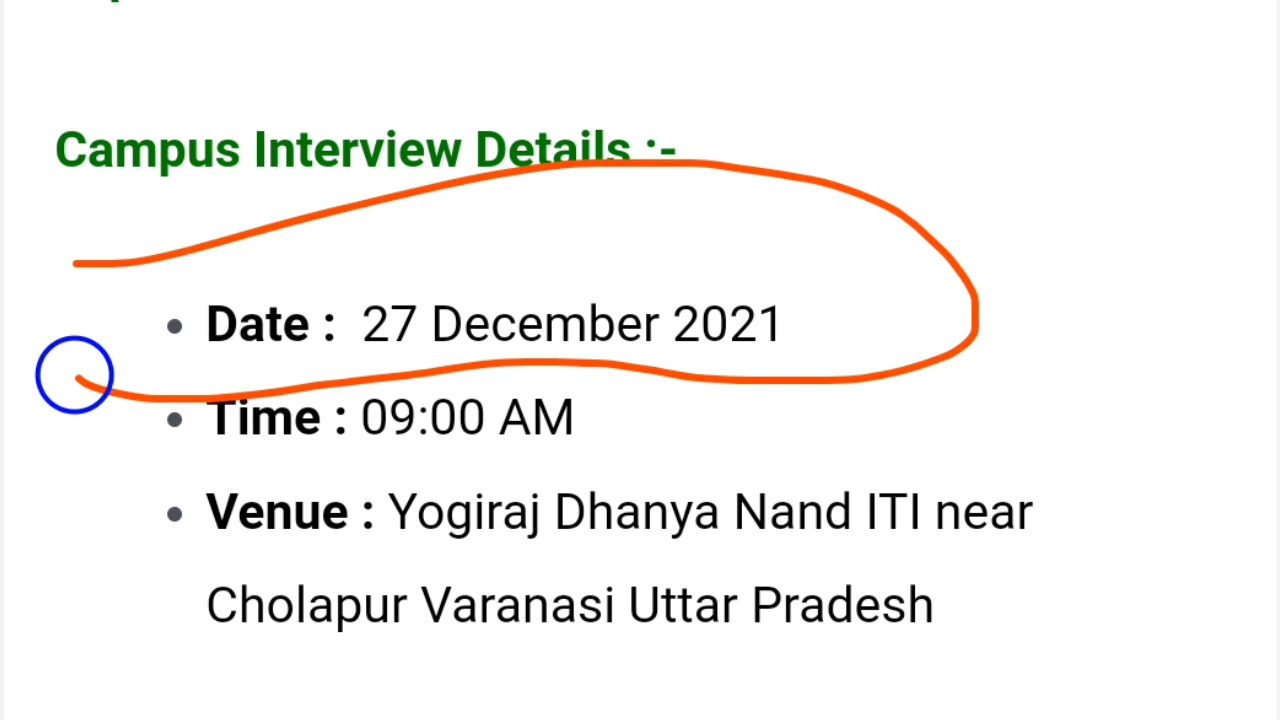 Campus Interview Details :-
Date : 27 December 2021
Time : 09:00 AM
Venue : Yogiraj Dhanya Nand ITI near
Cholapur Varanasi Uttar Pradesh